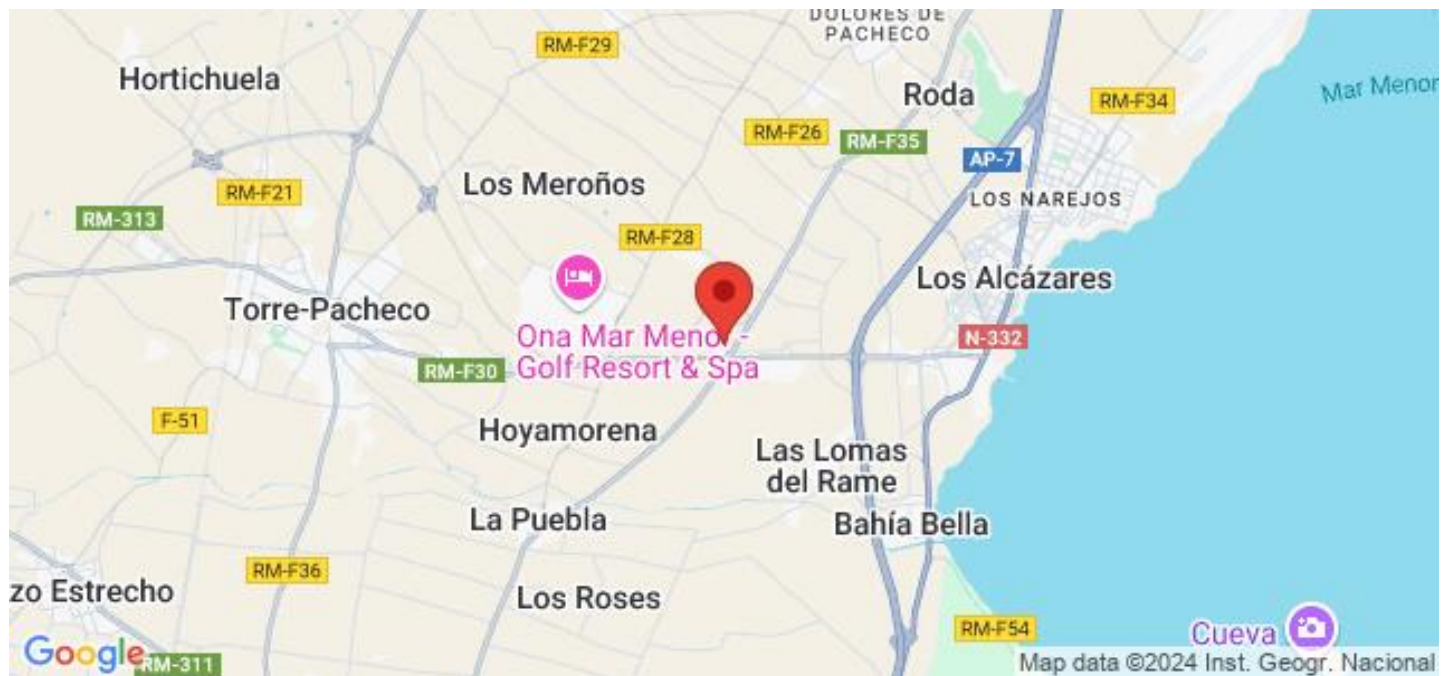 DOLORES DE
PACHECO
RM-F29
Hortichuela
Roda
Mar Menor
RM-F34
RM-F26
RM-F35
AP-7
Los Meroños
RM-F21
LOS NAREJOS
RM-313
RM-F28
Los Alcázares
Torre-Pacheco
Ona Mar Menor -
Golf Resort & Spa
N-332
RM-F30
F-51
Hoyamorena
Las Lomas
del Rame
La Puebla
Bahía Bella
RM-F36
zo Estrecho
Los Roses
RM-F54
Cueva
Google
RM-311
Map data ©2024 Inst. Geogr. Nacional